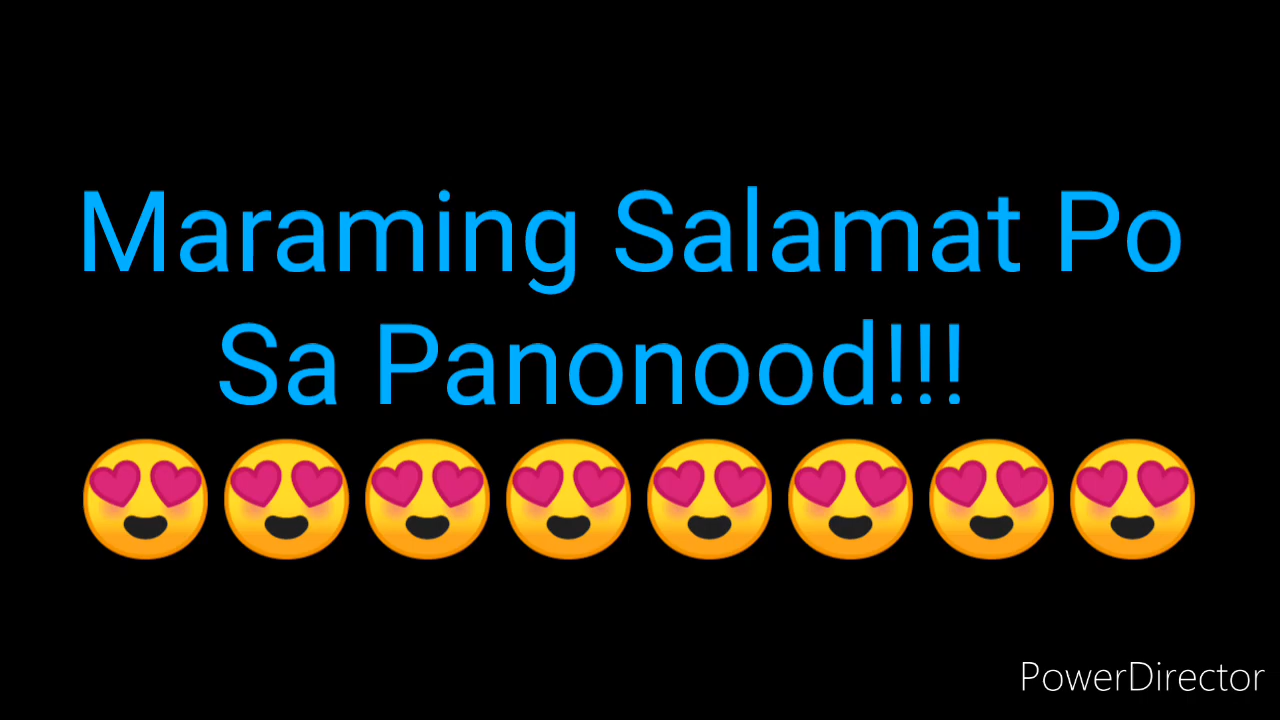 Maraming Salamat Po
Sa Panonood!!!
😍😍😍😍😍😍😍😍
PowerDirector